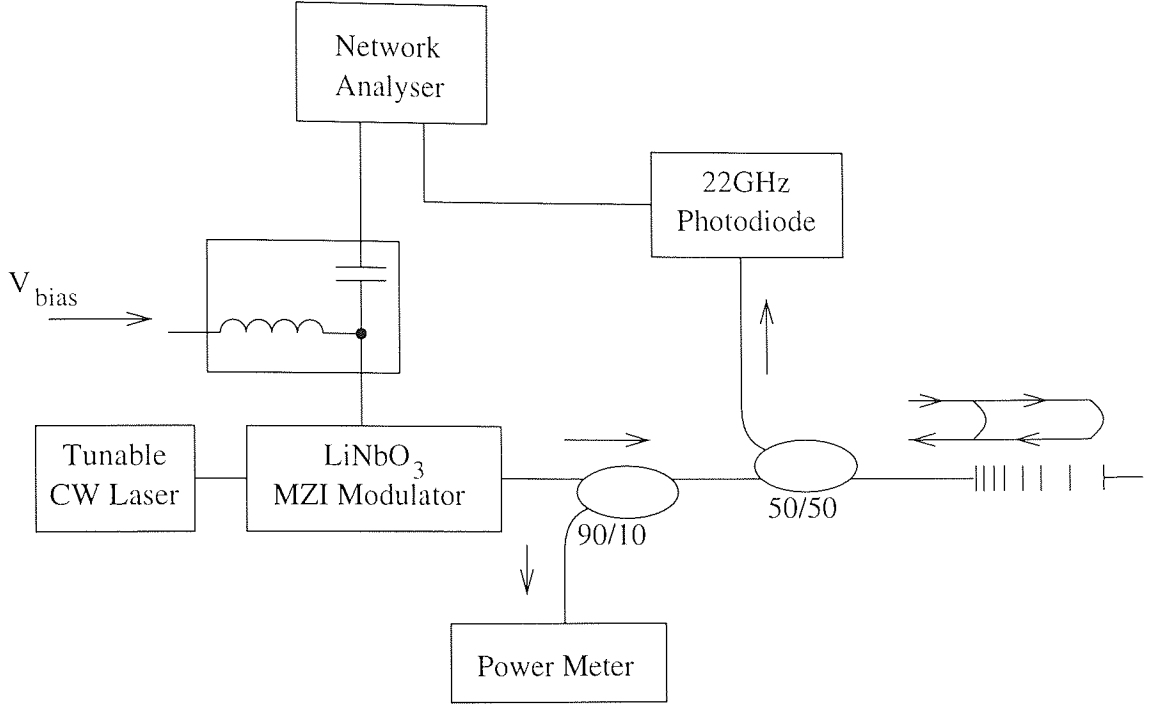 Network
Analyser
22GHz
Photodiode
V bias
Tunable
CW Laser
LiNbO3
MZI Modulator
50/50
90/10
Power Meter